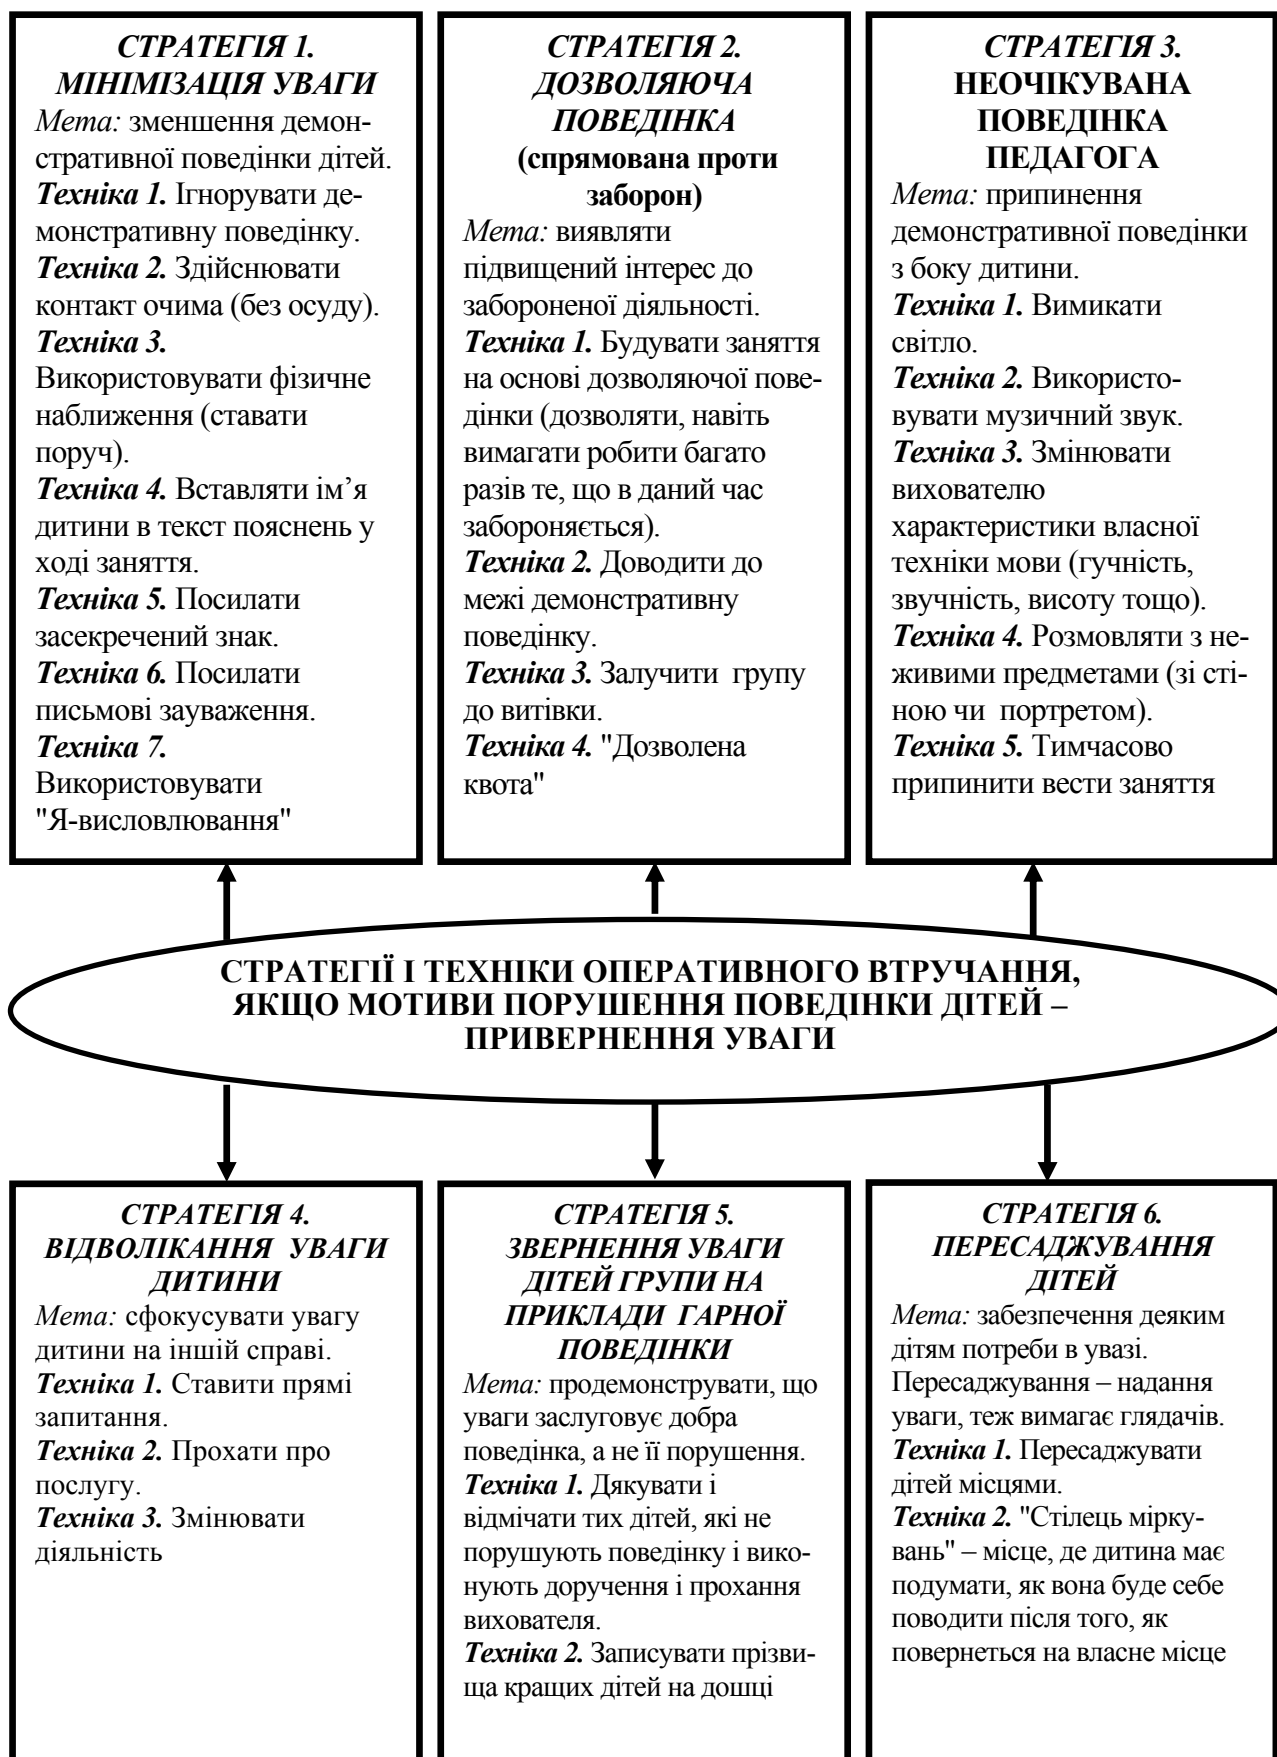 СТРАТЕГІЯ 1.
МІНІМІЗАЦІЯ УВАГИ
Мета: зменшення демон-
стративної поведінки дітей.
Техніка 1. Ігнорувати де-
монстративну поведінку.
Техніка 2. Здійснювати
контакт очима (без осуду).
Техніка 3.
Використовувати фізичне
наближення (ставати
поруч).
Техніка 4. Вставляти ім’я
дитини в текст пояснень у
ході заняття.
Техніка 5. Посилати
засекречений знак.
Техніка 6. Посилати
письмові зауваження.
Техніка 7.
Використовувати
"Я-висловлювання"
СТРАТЕГІЯ 2.
ДОЗВОЛЯЮЧА
ПОВЕДІНКА
(спрямована проти
заборон)
Мета: виявляти
підвищений інтерес до
забороненої діяльності.
Техніка 1. Будувати заняття
на основі дозволяючої пове-
дінки (дозволяти, навіть
вимагати робити багато
разів те, що в даний час
забороняється).
Техніка 2. Доводити до
межі демонстративну
поведінку.
Техніка 3. Залучити групу
до витівки.
Техніка 4. "Дозволена
квота"
СТРАТЕГІЯ 3.
НЕОЧІКУВАНА
ПОВЕДІНКА
ПЕДАГОГА
Мета: припинення
демонстративної поведінки
з боку дитини.
Техніка 1. Вимикати
світло.
Техніка 2. Використо-
вувати музичний звук.
Техніка 3. Змінювати
вихователю
характеристики власної
техніки мови (гучність,
звучність, висоту тощо).
Техніка 4. Розмовляти з не-
живими предметами (зі сті-
ною чи портретом).
Техніка 5. Тимчасово
припинити вести заняття
СТРАТЕГІЇ І ТЕХНІКИ ОПЕРАТИВНОГО ВТРУЧАННЯ,
ЯКЩО МОТИВИ ПОРУШЕННЯ ПОВЕДІНКИ ДІТЕЙ –
ПРИВЕРНЕННЯ УВАГИ
СТРАТЕГІЯ 4.
ВІДВОЛІКАННЯ УВАГИ
ДИТИНИ
Мета: сфокусувати увагу
дитини на іншій справі.
Техніка 1. Ставити прямі
запитання.
Техніка 2. Прохати про
послугу.
Техніка 3. Змінювати
діяльність
СТРАТЕГІЯ 5.
ЗВЕРНЕННЯ УВАГИ
ДІТЕЙ ГРУПИ НА
ПРИКЛАДИ ГАРНОЇ
ПОВЕДІНКИ
Мета: продемонструвати, що
уваги заслуговує добра
поведінка, а не її порушення.
Техніка 1. Дякувати і
відмічати тих дітей, які не
порушують поведінку і вико-
нують доручення і прохання
вихователя.
Техніка 2. Записувати прізви-
ща кращих дітей на дошці
СТРАТЕГІЯ 6.
ПЕРЕСАДЖУВАННЯ
ДІТЕЙ
Мета: забезпечення деяким
дітям потреби в увазі.
Пересаджування – надання
уваги, теж вимагає глядачів.
Техніка 1. Пересаджувати
дітей місцями.
Техніка 2. "Стілець мірку-
вань" – місце, де дитина має
подумати, як вона буде себе
поводити після того, як
повернеться на власне місце